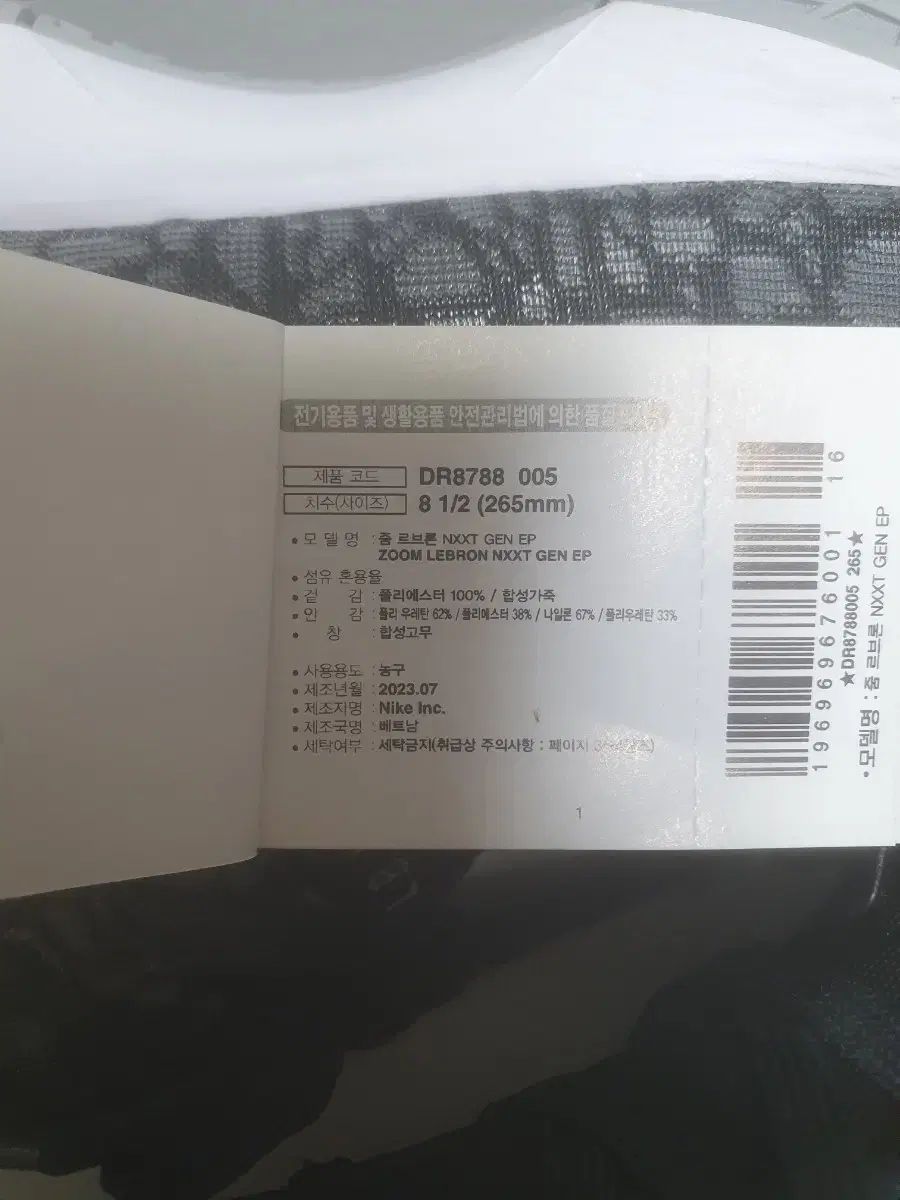 전기용품 및 생활용품 안전관리법에 의한 품질
제품 코드 DR8788 005
치수(사이즈) 8 1/2 (265mm)
• 모 델 명 : 줌 르브론 NXXT GEN EP
ZOOM LEBRON NXXT GEN EP
• 섬유 혼용율
• 겉 감 : 폴리에스터 100% / 합성가죽
• 안 감 : 폴리 우레탄 62% / 폴리에스터 38% / 나일론 67% / 폴리우레탄 33%
• 창 : 합성고무
• 사용용도 : 농구
• 제조년월 : 2023.07
• 제조자명 : Nike Inc.
• 제조국명 : 베트남
• 세탁여부 : 세탁금지(취급상 주의사항 : 페이지
1
16
196969676001
★DR8788005 265★
• 모델명 : 줌 르브론 NXXT GEN EP